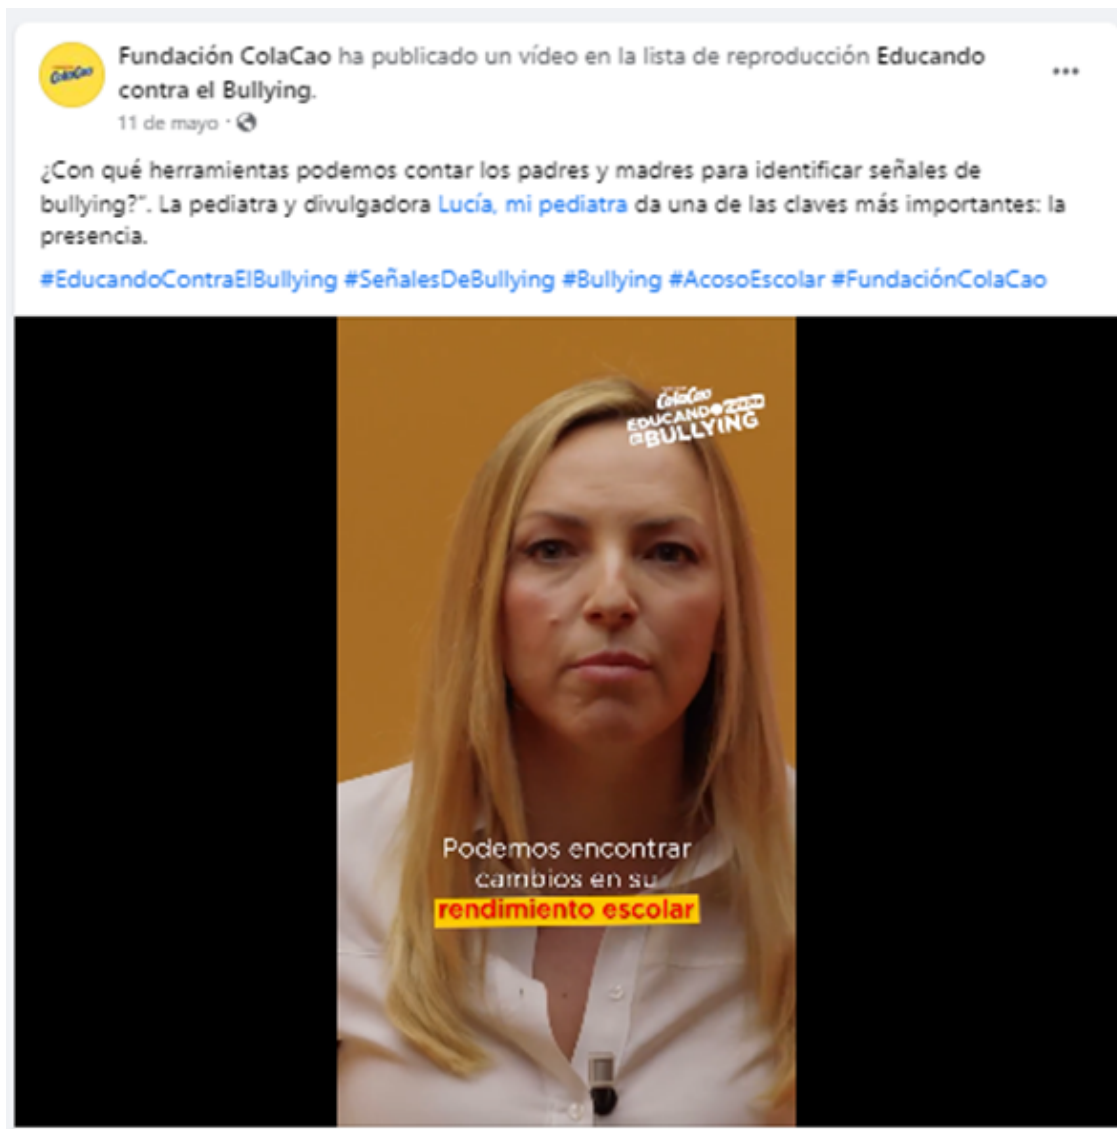 ColaCao
Fundación ColaCao ha publicado un vídeo en la lista de reproducción Educando
contra el Bullying.
11 de mayo ·
¿Con qué herramientas podemos contar los padres y madres para identificar señales de
bullying?". La pediatra y divulgadora Lucía, mi pediatra da una de las claves más importantes: la
presencia.
#EducandoContraElBullying #SeñalesDeBullying #Bullying #AcosoEscolar #FundaciónColaCao
ColaCao
EDUCANDO
BULLYING
Podemos encontrar
cambios en su
rendimiento escolar